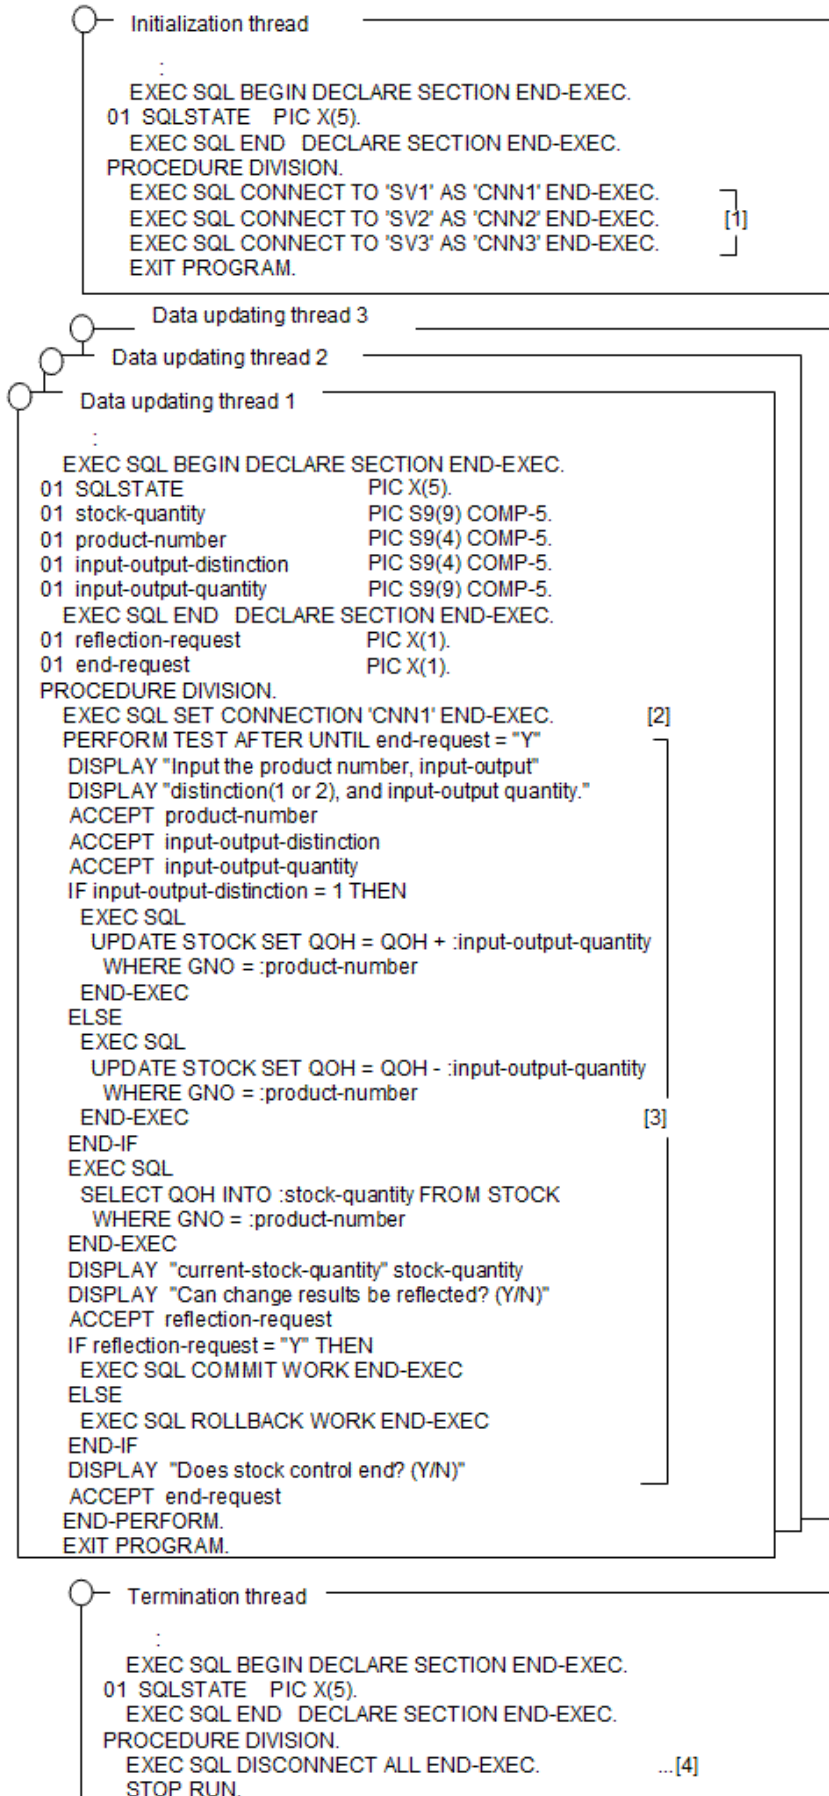 Initialization thread
:
EXEC SQL BEGIN DECLARE SECTION END-EXEC.
01 SQLSTATE PIC X(5).
EXEC SQL END DECLARE SECTION END-EXEC.
PROCEDURE DIVISION.
EXEC SQL CONNECT TO 'SV1' AS 'CNN1' END-EXEC.
EXEC SQL CONNECT TO 'SV2' AS 'CNN2' END-EXEC. [1]
EXEC SQL CONNECT TO 'SV3' AS 'CNN3' END-EXEC.
EXIT PROGRAM.
Data updating thread 3
Data updating thread 2
Data updating thread 1
:
EXEC SQL BEGIN DECLARE SECTION END-EXEC.
01 SQLSTATE PIC X(5).
01 stock-quantity PIC S9(9) COMP-5.
01 product-number PIC S9(4) COMP-5.
01 input-output-distinction PIC S9(4) COMP-5.
01 input-output-quantity PIC S9(9) COMP-5.
EXEC SQL END DECLARE SECTION END-EXEC.
01 reflection-request PIC X(1).
01 end-request PIC X(1).
PROCEDURE DIVISION.
EXEC SQL SET CONNECTION 'CNN1' END-EXEC. [2]
PERFORM TEST AFTER UNTIL end-request = "Y"
DISPLAY "Input the product number, input-output"
DISPLAY "distinction(1 or 2), and input-output quantity."
ACCEPT product-number
ACCEPT input-output-distinction
ACCEPT input-output-quantity
IF input-output-distinction = 1 THEN
EXEC SQL
UPDATE STOCK SET QOH = QOH + :input-output-quantity
WHERE GNO = :product-number
END-EXEC
ELSE
EXEC SQL
UPDATE STOCK SET QOH = QOH - :input-output-quantity
WHERE GNO = :product-number
END-EXEC [3]
END-IF
EXEC SQL
SELECT QOH INTO :stock-quantity FROM STOCK
WHERE GNO = :product-number
END-EXEC
DISPLAY "current-stock-quantity" stock-quantity
DISPLAY "Can change results be reflected? (Y/N)"
ACCEPT reflection-request
IF reflection-request = "Y" THEN
EXEC SQL COMMIT WORK END-EXEC
ELSE
EXEC SQL ROLLBACK WORK END-EXEC
END-IF
DISPLAY "Does stock control end? (Y/N)"
ACCEPT end-request
END-PERFORM.
EXIT PROGRAM.
Termination thread
:
EXEC SQL BEGIN DECLARE SECTION END-EXEC.
01 SQLSTATE PIC X(5).
EXEC SQL END DECLARE SECTION END-EXEC.
PROCEDURE DIVISION.
EXEC SQL DISCONNECT ALL END-EXEC. ...[4]
STOP RUN.